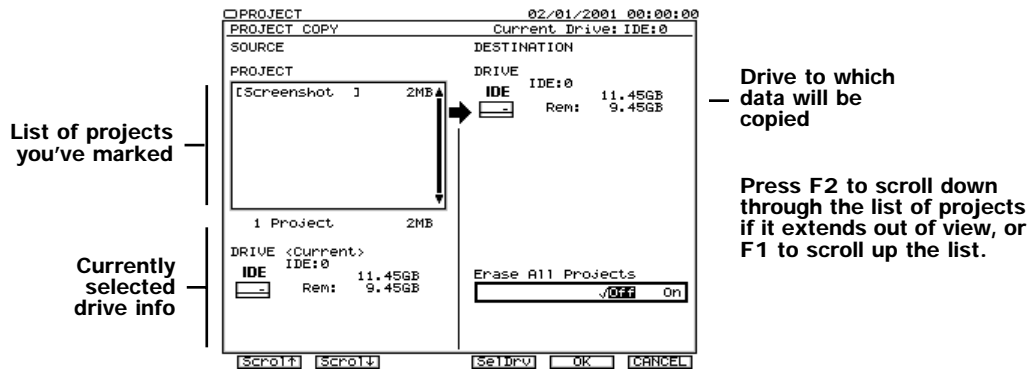 PROJECT 02/01/2001 00:00:00
PROJECT COPY Current Drive: IDE:0
SOURCE
DESTINATION
PROJECT
[Screenshot ] 2MB
1 Project 2MB
DRIVE <Current>
IDE:0
IDE
11.45GB
Rem: 9.45GB
DRIVE
IDE:0
IDE
11.45GB
Rem: 9.45GB
Erase All Projects
√Off On
Scrol↑ Scrol↓ SelDrv OK CANCEL
List of projects
you've marked
Currently
selected
drive info
Drive to which
data will be
copied
Press F2 to scroll down
through the list of projects
if it extends out of view, or
F1 to scroll up the list.